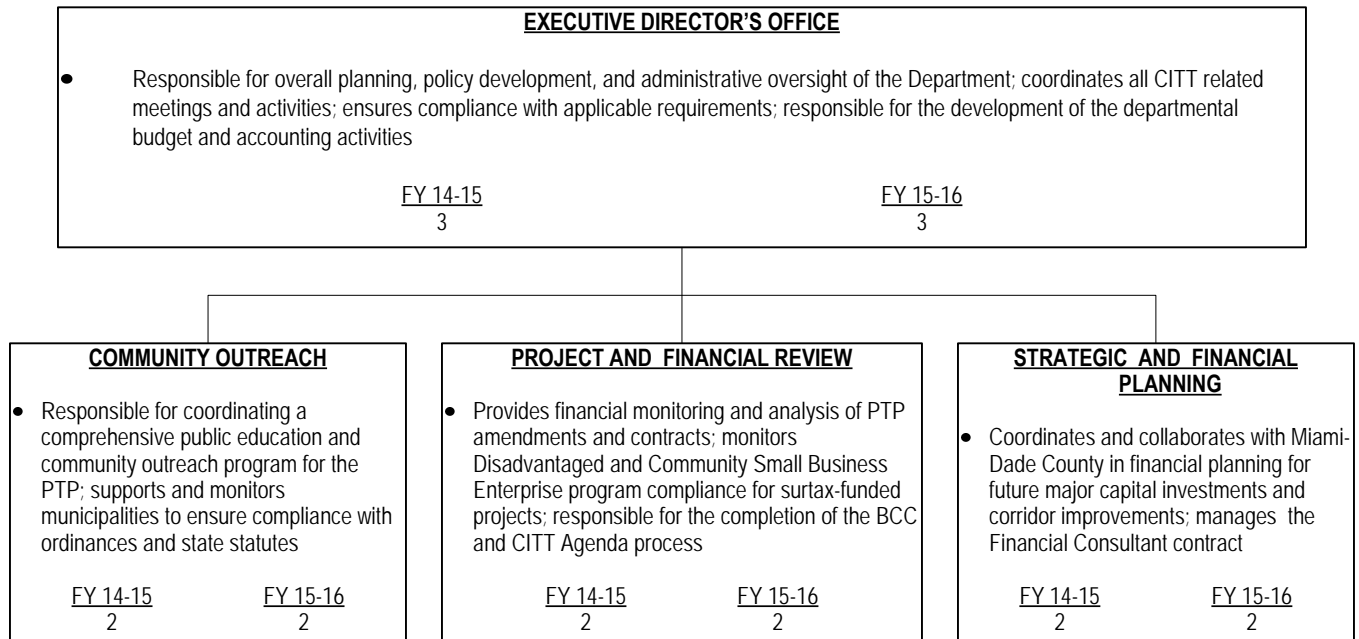 EXECUTIVE DIRECTOR'S OFFICE
• Responsible for overall planning, policy development, and administrative oversight of the Department; coordinates all CITT related
meetings and activities; ensures compliance with applicable requirements; responsible for the development of the departmental
budget and accounting activities
FY 14-15 FY 15-16
3 3
COMMUNITY OUTREACH
• Responsible for coordinating a
comprehensive public education and
community outreach program for the
PTP; supports and monitors
municipalities to ensure compliance with
ordinances and state statutes
FY 14-15 FY 15-16
2 2
PROJECT AND FINANCIAL REVIEW
• Provides financial monitoring and analysis of PTP
amendments and contracts; monitors
Disadvantaged and Community Small Business
Enterprise program compliance for surtax-funded
projects; responsible for the completion of the BCC
and CITT Agenda process
FY 14-15 FY 15-16
2 2
STRATEGIC AND FINANCIAL
PLANNING
• Coordinates and collaborates with Miami-
Dade County in financial planning for
future major capital investments and
corridor improvements; manages the
Financial Consultant contract
FY 14-15 FY 15-16
2 2